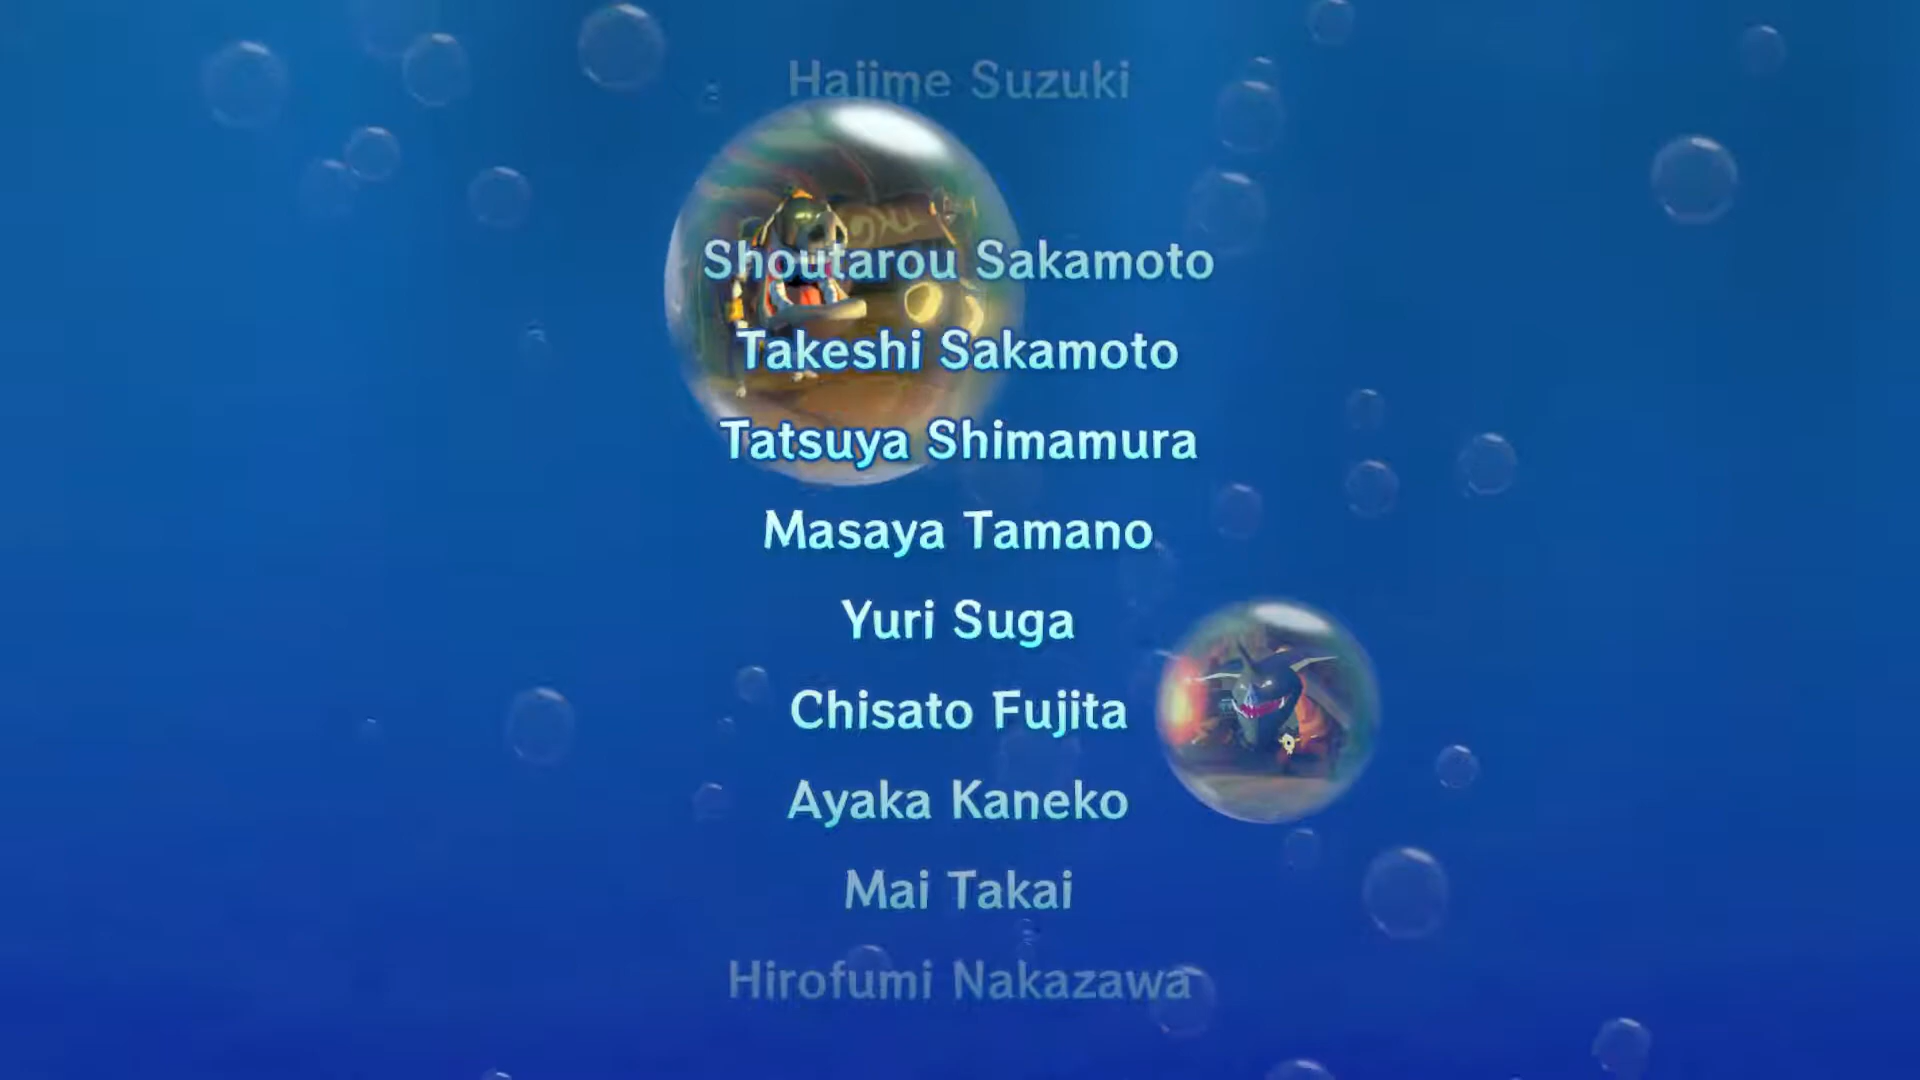 Hajime Suzuki
Shoutarou Sakamoto
Takeshi Sakamoto
Tatsuya Shimamura
Masaya Tamano
Yuri Suga
Chisato Fujita
Ayaka Kaneko
Mai Takai
Hirofumi Nakazawa